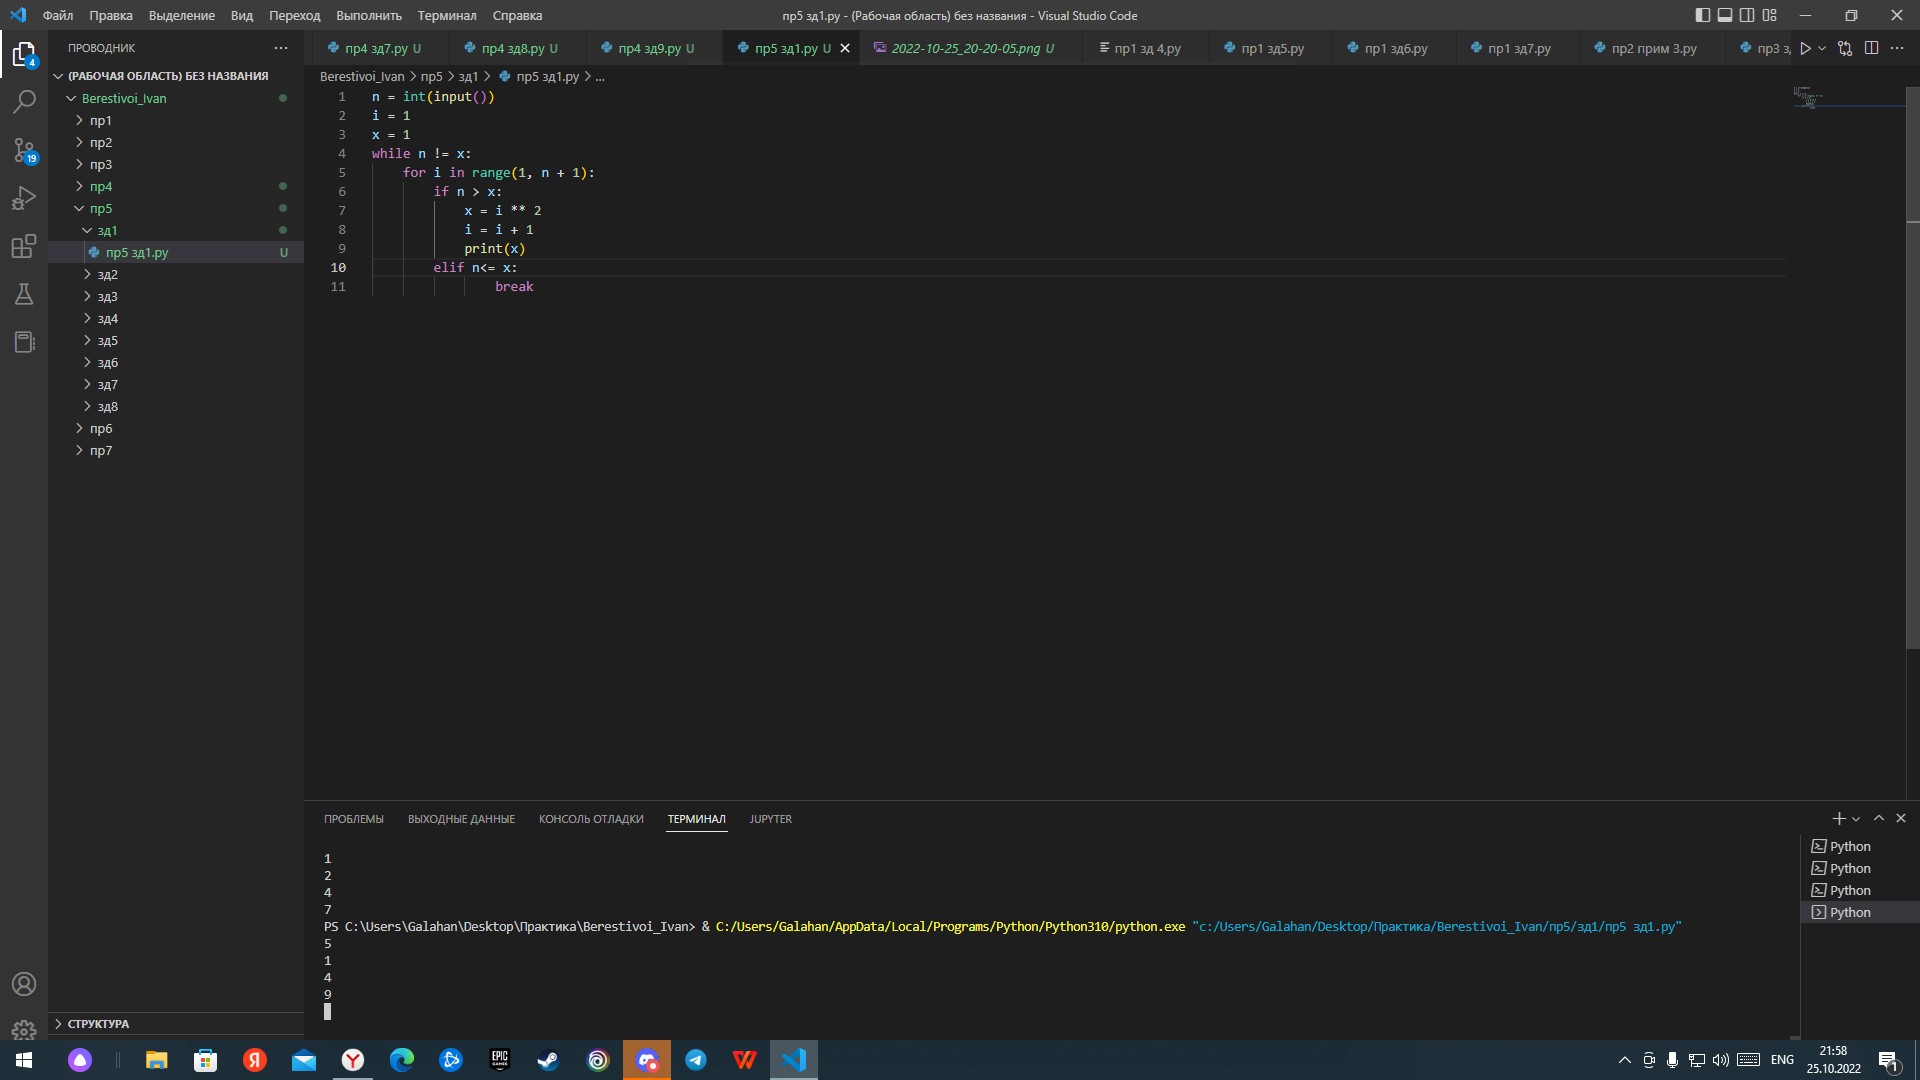 Файл Правка Выделение Вид Переход Выполнить Терминал Справка
пр5 зд1.py - (Рабочая область) без названия - Visual Studio Code
ПРОВОДНИК
пр4 зд7.py U
пр4 зд8.py U
пр4 зд9.py U
пр5 зд1.py U
2022-10-25_20-20-05.png U
пр1 зд 4,py
пр1 зд5.py
пр1 зд6.py
пр1 зд7.py
пр2 прим 3.py
пр3 зд
(РАБОЧАЯ ОБЛАСТЬ) БЕЗ НАЗВАНИЯ
Berestivoi_Ivan
пр1
пр2
пр3
пр4
пр5
зд1
пр5 зд1.py U
зд2
зд3
зд4
зд5
зд6
зд7
зд8
пр6
пр7
СТРУКТУРА
4
19
Berestivoi_Ivan > пр5 > зд1 > пр5 зд1.py > ...
1 n = int(input())
2 i = 1
3 x = 1
4 while n != x:
5 for i in range(1, n + 1):
6 if n > x:
7 x = i ** 2
8 i = i + 1
9 print(x)
10 elif n<= x:
11 break
ПРОБЛЕМЫ ВЫХОДНЫЕ ДАННЫЕ КОНСОЛЬ ОТЛАДКИ ТЕРМИНАЛ JUPYTER
1
2
4
7
PS C:\Users\Galahan\Desktop\Практика\Berestivoi_Ivan> & C:/Users/Galahan/AppData/Local/Programs/Python/Python310/python.exe "c:/Users/Galahan/Desktop/Практика/Berestivoi_Ivan/пр5/зд1/пр5 зд1.py"
5
1
4
9
Python
Python
Python
Python
EPIC GAMES
ENG
21:58
25.10.2022
1